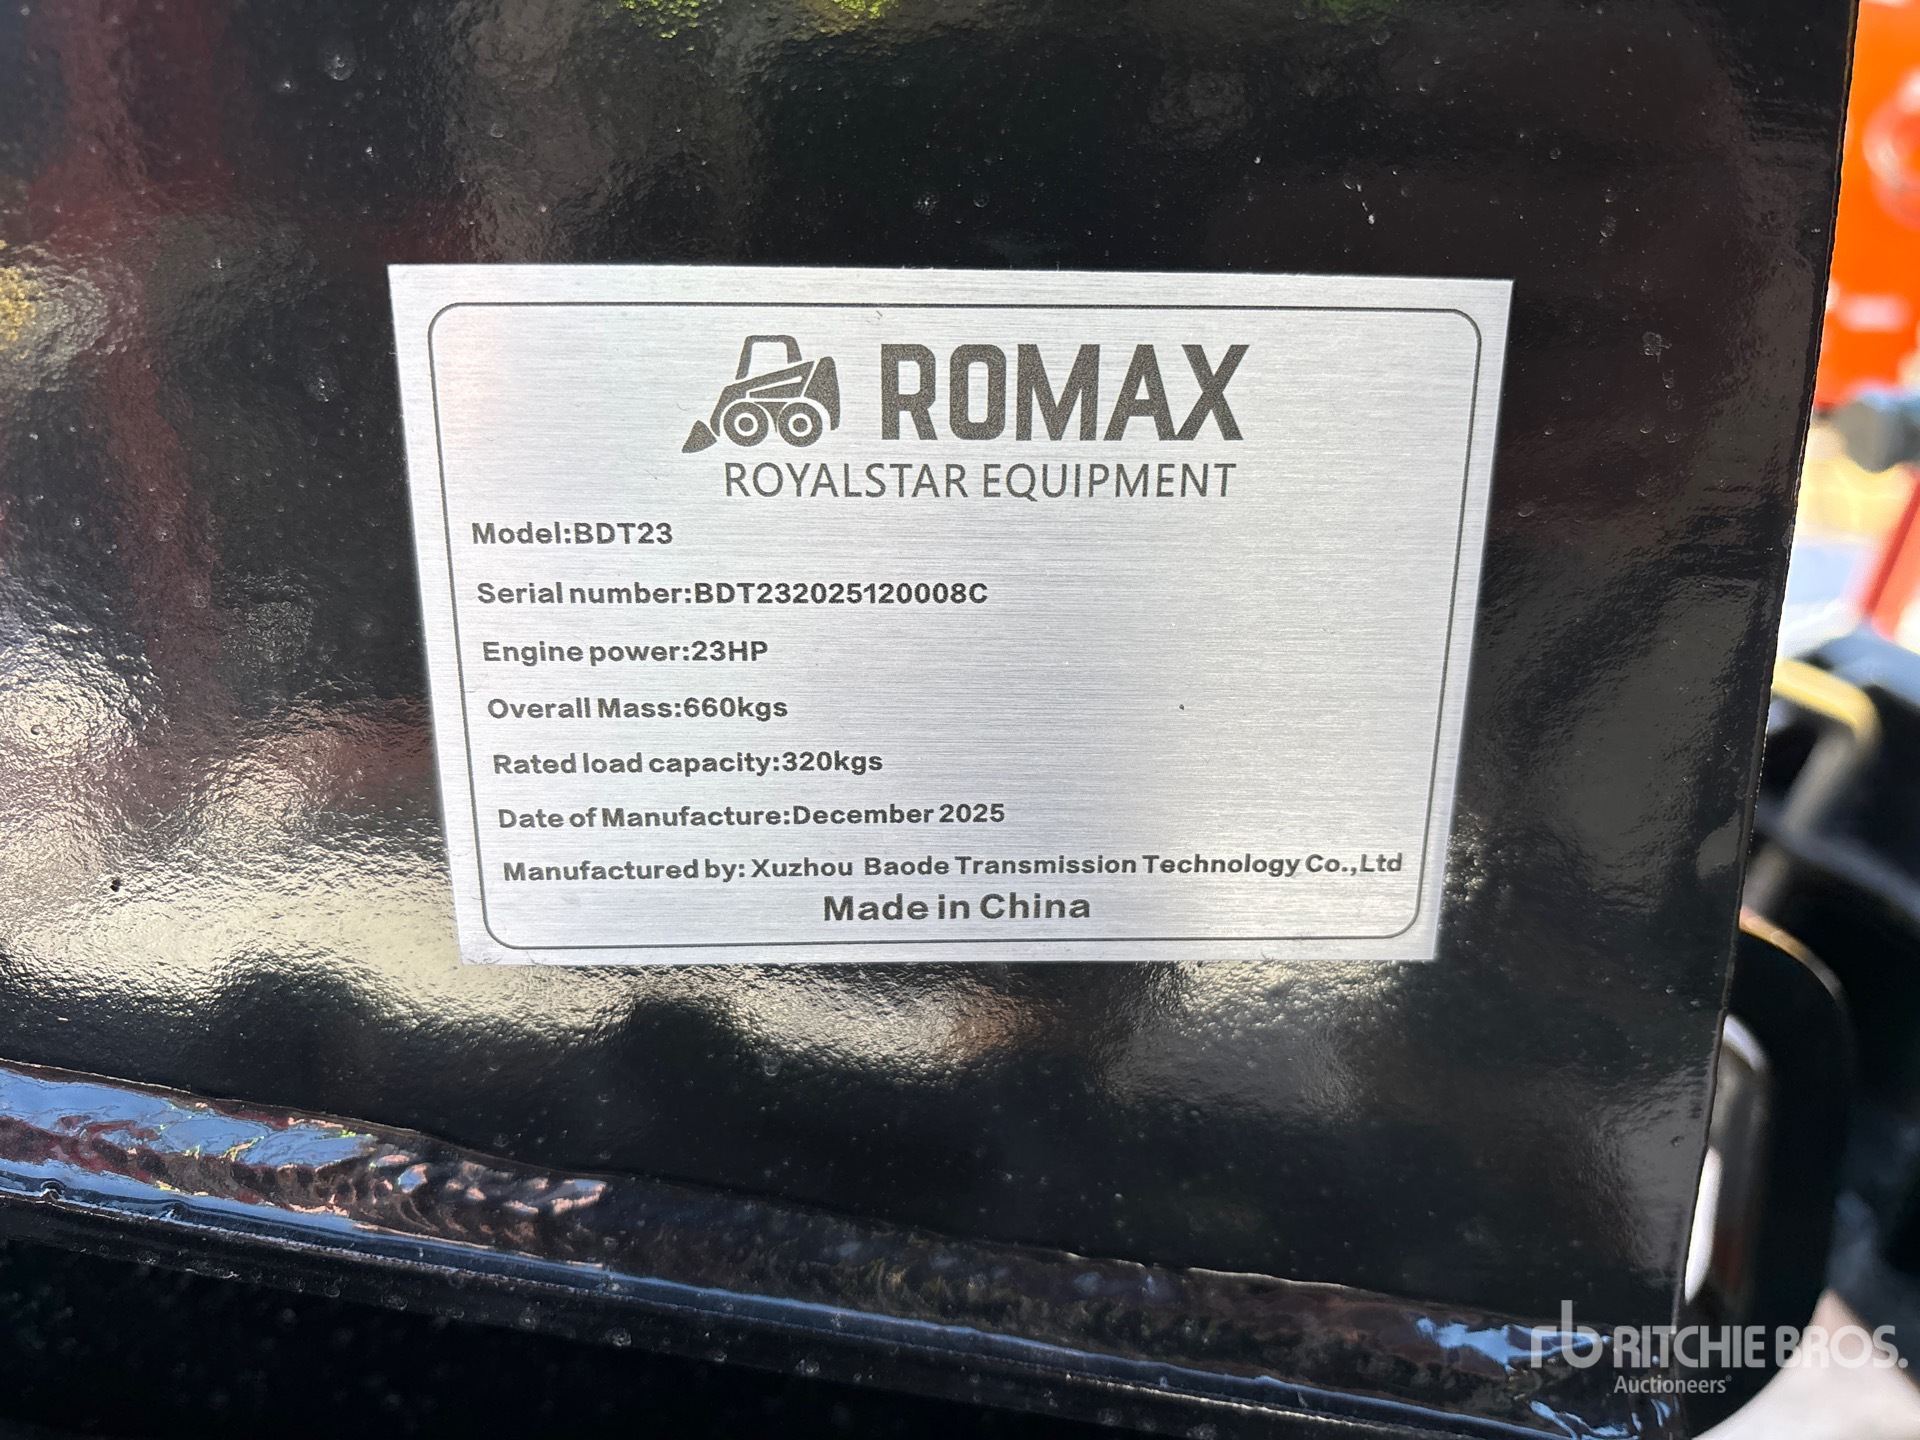 ROMAX
ROYALSTAR EQUIPMENT
Model:BDT23
Serial number:BDT232025120008C
Engine power:23HP
Overall Mass:660kgs
Rated load capacity:320kgs
Date of Manufacture:December 2025
Manufactured by: Xuzhou Baode Transmission Technology Co.,Ltd
Made in China
rb RITCHIE BROS.
Auctioneers®